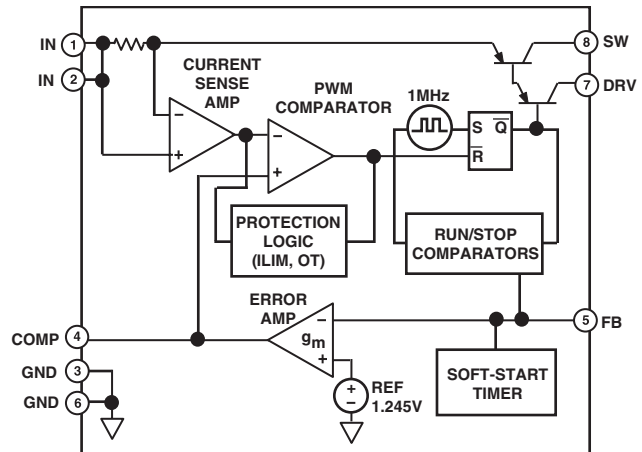 IN 1
8 SW
IN 2
CURRENT
SENSE
AMP
PWM
COMPARATOR
1MHz
7 DRV
S Q̅
R̅
−
+
−
+
PROTECTION
LOGIC
(ILIM, OT)
RUN/STOP
COMPARATORS
ERROR
AMP
−
gm
+
5 FB
COMP 4
GND 3
GND 6
+
−
REF
1.245V
SOFT-START
TIMER